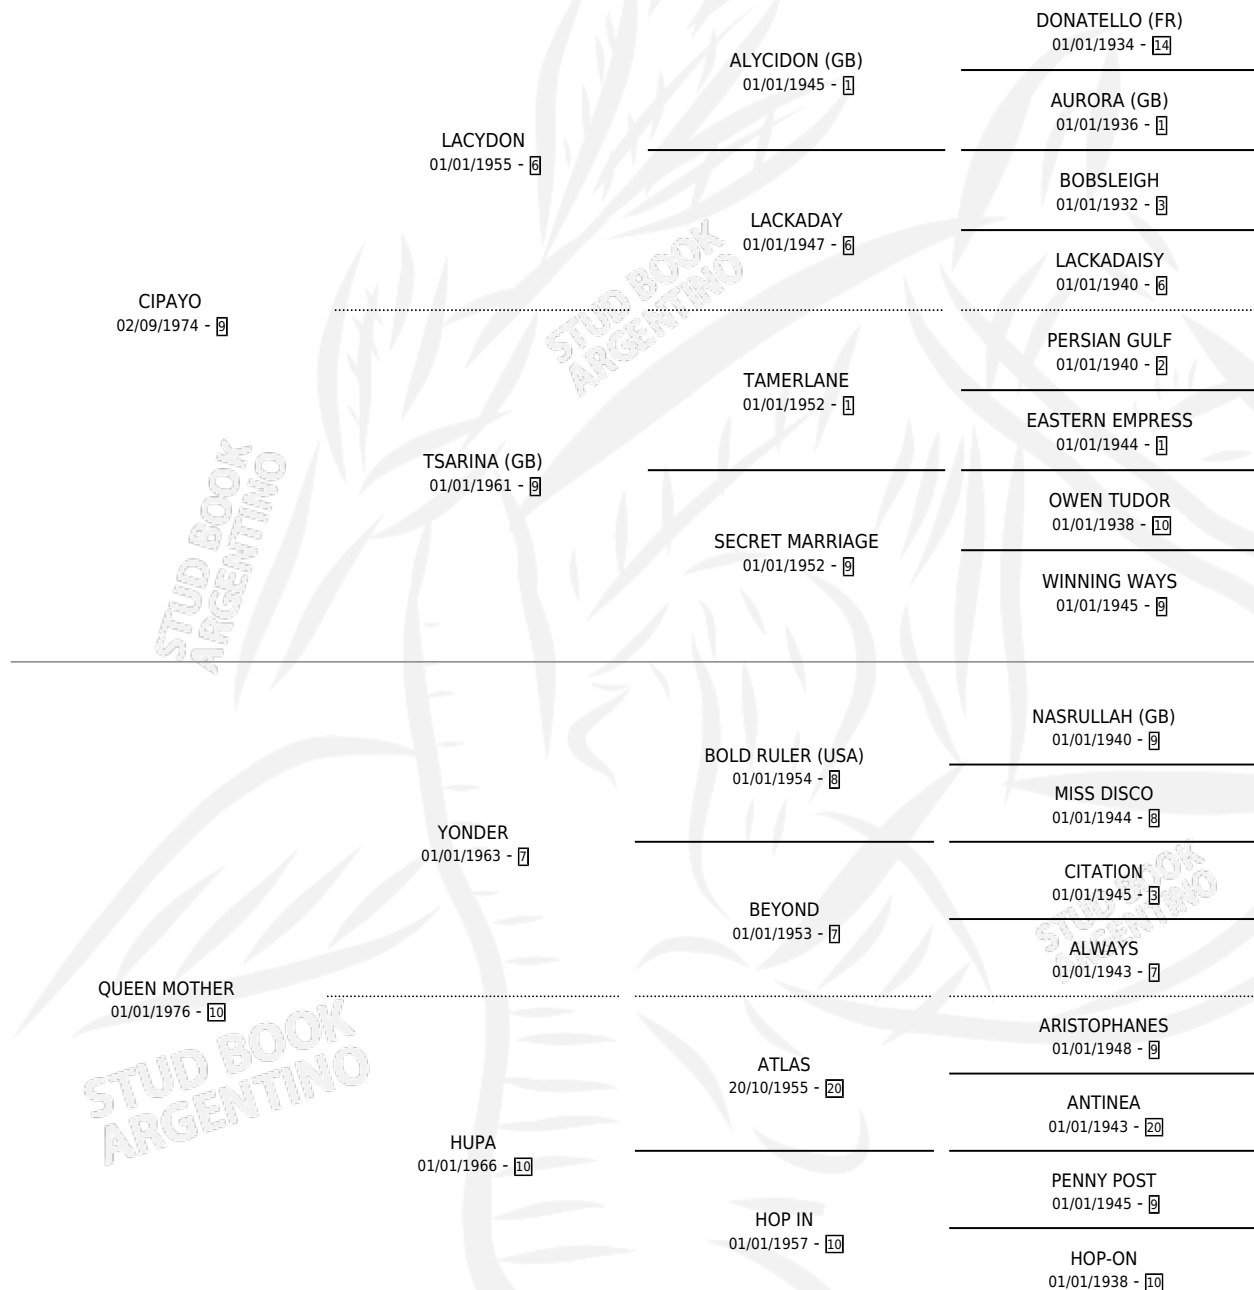 DONATELLO (FR)
01/01/1934 - 14
ALYCIDON (GB)
01/01/1945 - 1
AURORA (GB)
01/01/1936 - 1
LACYDON
01/01/1955 - 6
BOBSLEIGH
01/01/1932 - 3
LACKADAY
01/01/1947 - 6
LACKADAISY
01/01/1940 - 6
CIPAYO
02/09/1974 - 9
PERSIAN GULF
01/01/1940 - 2
TAMERLANE
01/01/1952 - 1
EASTERN EMPRESS
01/01/1944 - 1
TSARINA (GB)
01/01/1961 - 9
OWEN TUDOR
01/01/1938 - 10
SECRET MARRIAGE
01/01/1952 - 9
WINNING WAYS
01/01/1945 - 9
NASRULLAH (GB)
01/01/1940 - 9
BOLD RULER (USA)
01/01/1954 - 8
MISS DISCO
01/01/1944 - 8
YONDER
01/01/1963 - 7
CITATION
01/01/1945 - 3
BEYOND
01/01/1953 - 7
ALWAYS
01/01/1943 - 7
QUEEN MOTHER
01/01/1976 - 10
ARISTOPHANES
01/01/1948 - 9
ATLAS
20/10/1955 - 20
ANTINEA
01/01/1943 - 20
HUPA
01/01/1966 - 10
PENNY POST
01/01/1945 - 9
HOP IN
01/01/1957 - 10
HOP-ON
01/01/1938 - 10
STUD BOOK
ARGENTINO
STUD BOOK
ARGENTINO
STUD BOOK
ARGENTINO
STUD BOOK
ARGENTINO